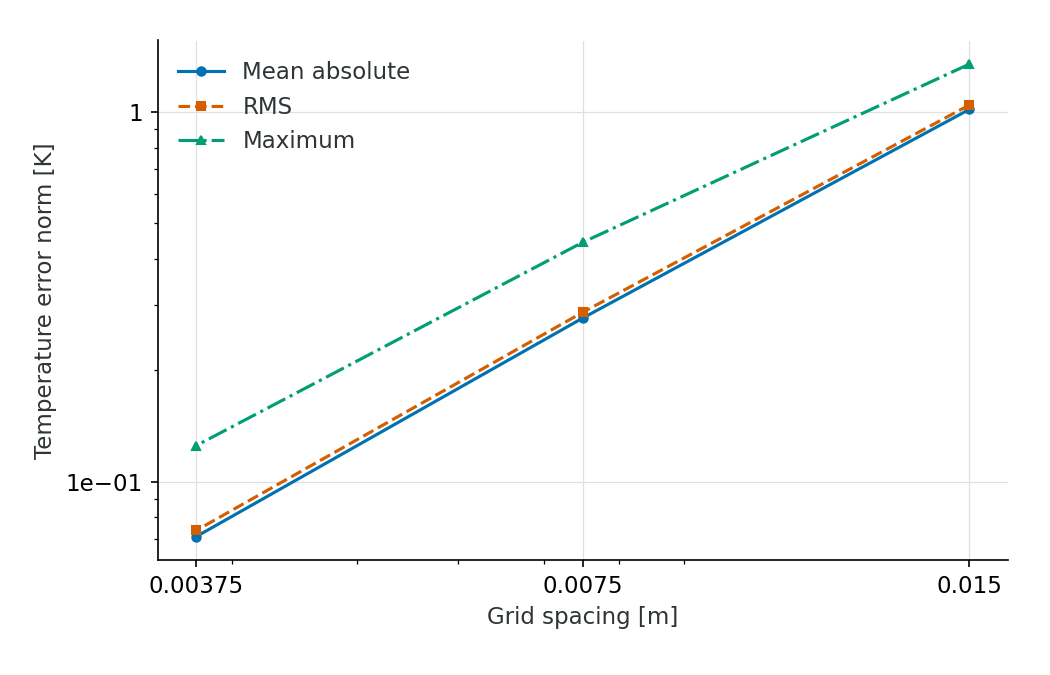 Temperature error norm [K]
1
1e−01
Mean absolute
RMS
Maximum
0.00375
0.0075
0.015
Grid spacing [m]